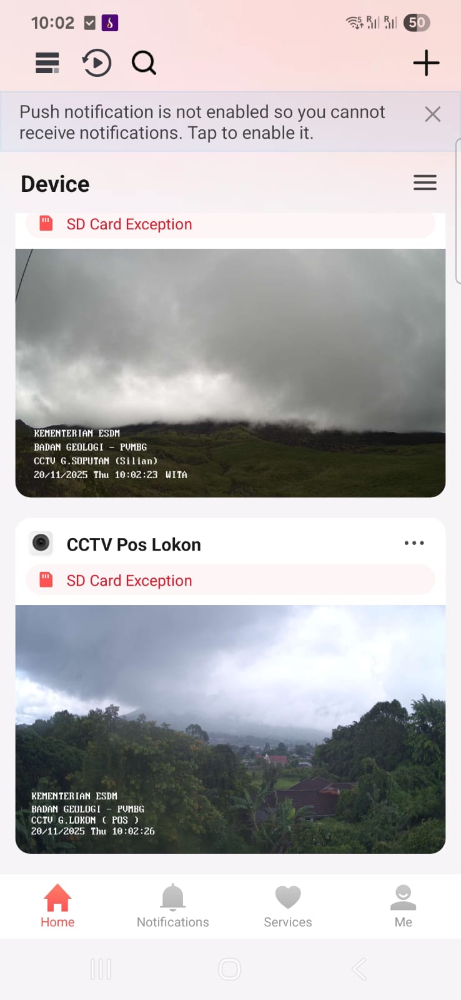 10:02
50
Push notification is not enabled so you cannot
receive notifications. Tap to enable it.
Device
SD Card Exception
KEMENTERIAN ESDM
BADAN GEOLOGI - PVMBG
CCTV G.SOPUTAN (Silian)
20/11/2025 Thu 10:02:23 WITA
CCTV Pos Lokon
SD Card Exception
KEMENTERIAN ESDM
BADAN GEOLOGI - PVMBG
CCTV G.LOKON ( POS )
20/11/2025 Thu 10:02:26
Home
Notifications
Services
Me